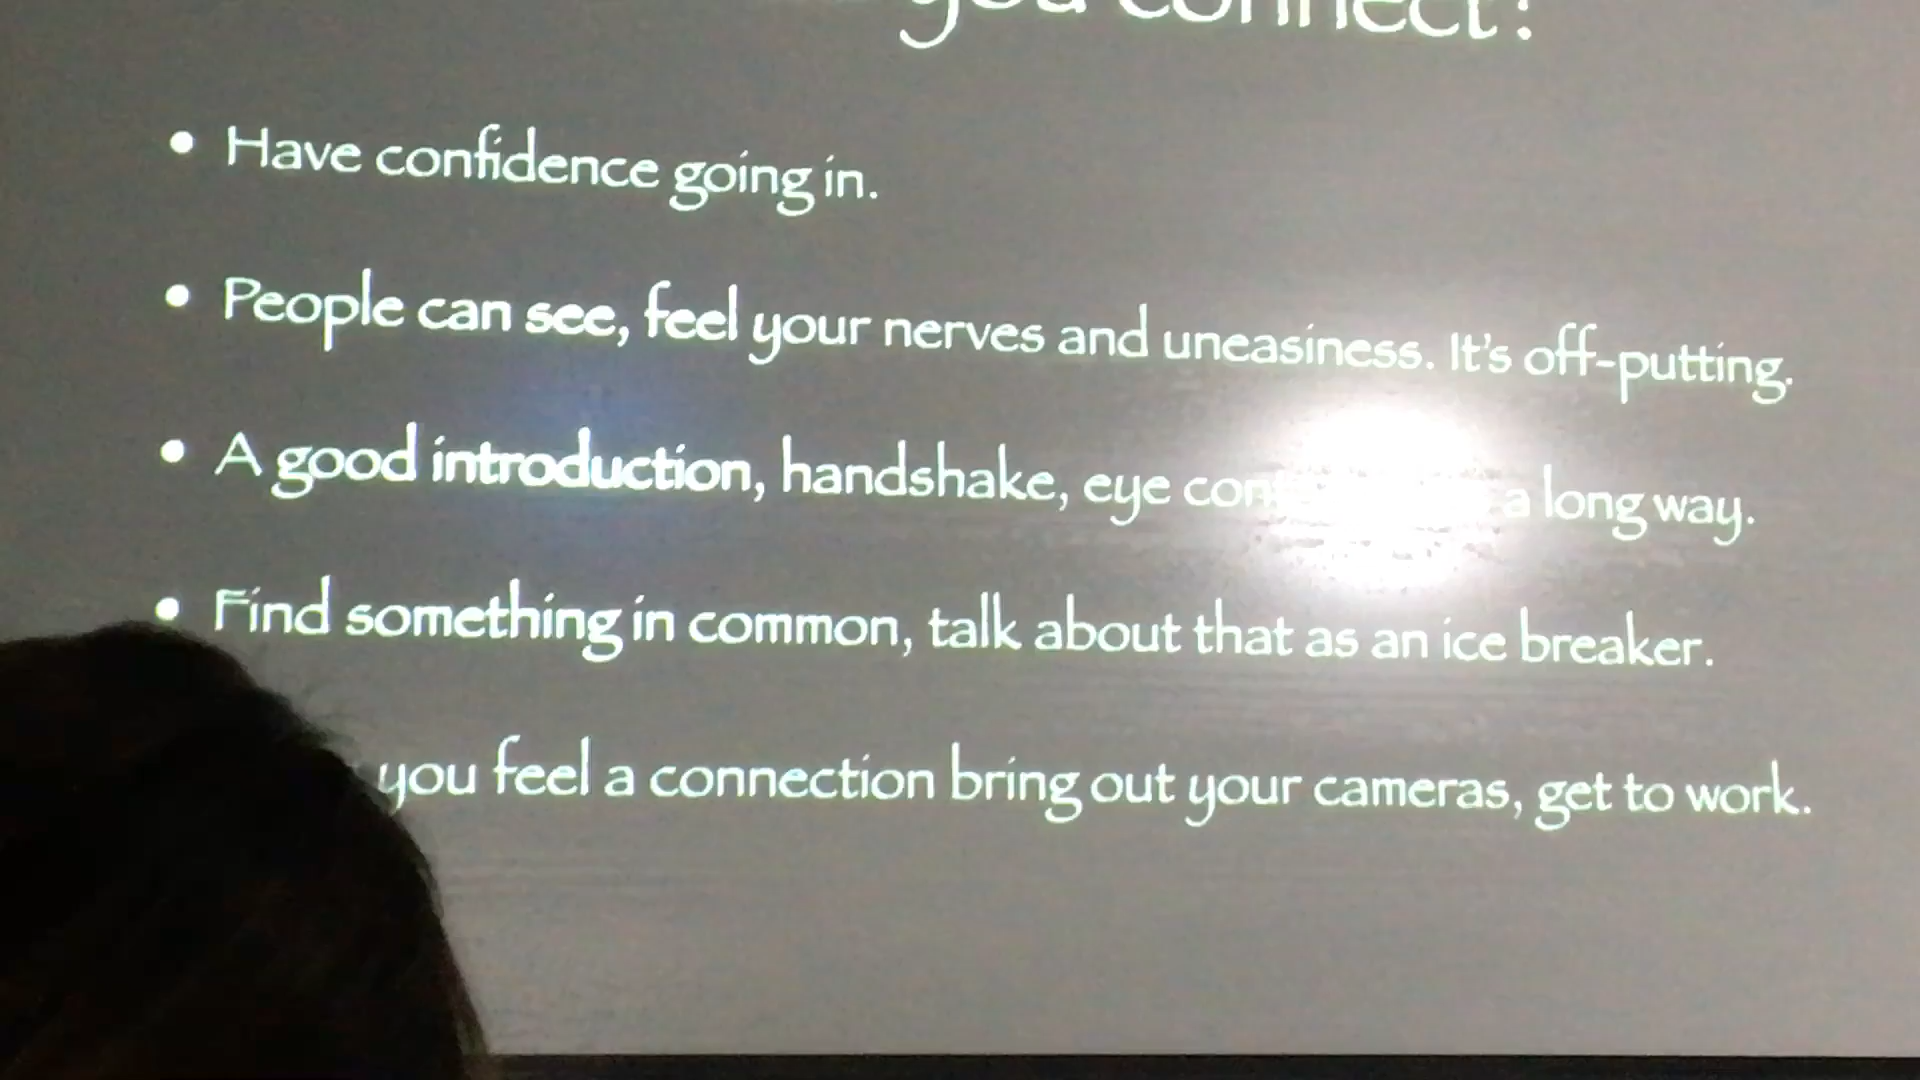 you connect?
• Have confidence going in.
• People can see, feel your nerves and uneasiness. It's off-putting.
• A good introduction, handshake, eye a long way.
• Find something in common, talk about that as an ice breaker.
you feel a connection bring out your cameras, get to work.